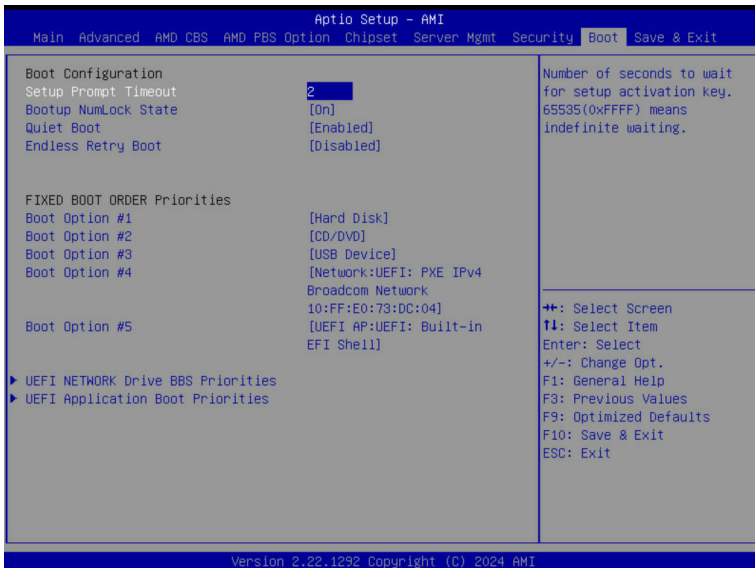 Aptio Setup – AMI
Main Advanced AMD CBS AMD PBS Option Chipset Server Mgmt Security Boot Save & Exit
Boot Configuration
Setup Prompt Timeout 2
Bootup NumLock State [On]
Quiet Boot [Enabled]
Endless Retry Boot [Disabled]
FIXED BOOT ORDER Priorities
Boot Option #1 [Hard Disk]
Boot Option #2 [CD/DVD]
Boot Option #3 [USB Device]
Boot Option #4 [Network:UEFI: PXE IPv4
Broadcom Network
10:FF:E0:73:DC:04]
Boot Option #5 [UEFI AP:UEFI: Built-in
EFI Shell]
▶ UEFI NETWORK Drive BBS Priorities
▶ UEFI Application Boot Priorities
Number of seconds to wait
for setup activation key.
65535(0xFFFF) means
indefinite waiting.
→←: Select Screen
↑↓: Select Item
Enter: Select
+/-: Change Opt.
F1: General Help
F3: Previous Values
F9: Optimized Defaults
F10: Save & Exit
ESC: Exit
Version 2.22.1292 Copyright (C) 2024 AMI